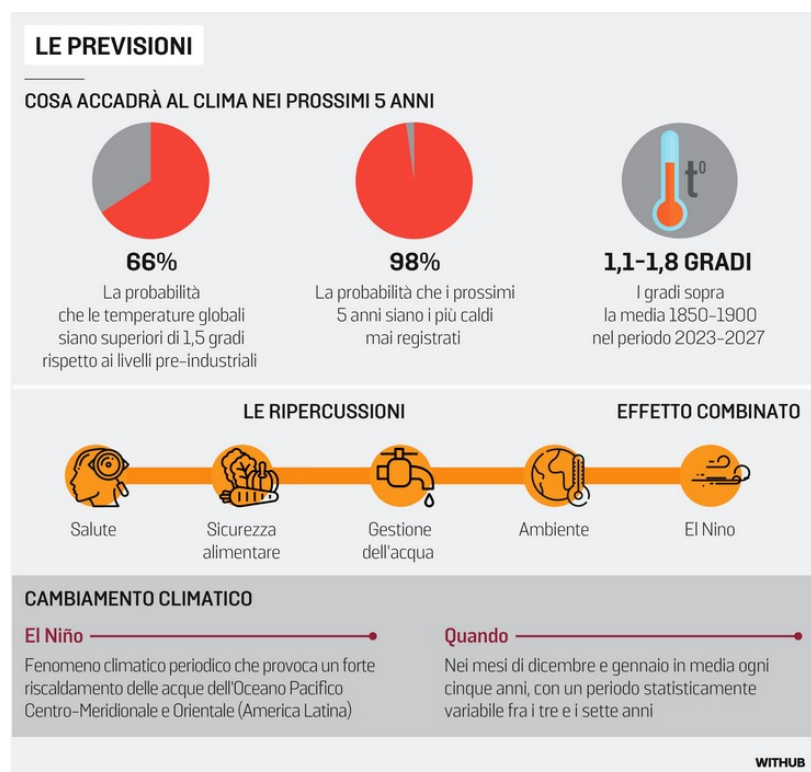 LE PREVISIONI
COSA ACCADRÀ AL CLIMA NEI PROSSIMI 5 ANNI
66%
La probabilità
che le temperature globali
siano superiori di 1,5 gradi
rispetto ai livelli pre-industriali
98%
La probabilità che i prossimi
5 anni siano i più caldi
mai registrati
t⁰
1,1-1,8 GRADI
I gradi sopra
la media 1850-1900
nel periodo 2023-2027
LE RIPERCUSSIONI
EFFETTO COMBINATO
Salute
Sicurezza
alimentare
Gestione
dell'acqua
Ambiente
El Nino
CAMBIAMENTO CLIMATICO
El Niño
Fenomeno climatico periodico che provoca un forte
riscaldamento delle acque dell'Oceano Pacifico
Centro-Meridionale e Orientale (America Latina)
Quando
Nei mesi di dicembre e gennaio in media ogni
cinque anni, con un periodo statisticamente
variabile fra i tre e i sette anni
WITHUB